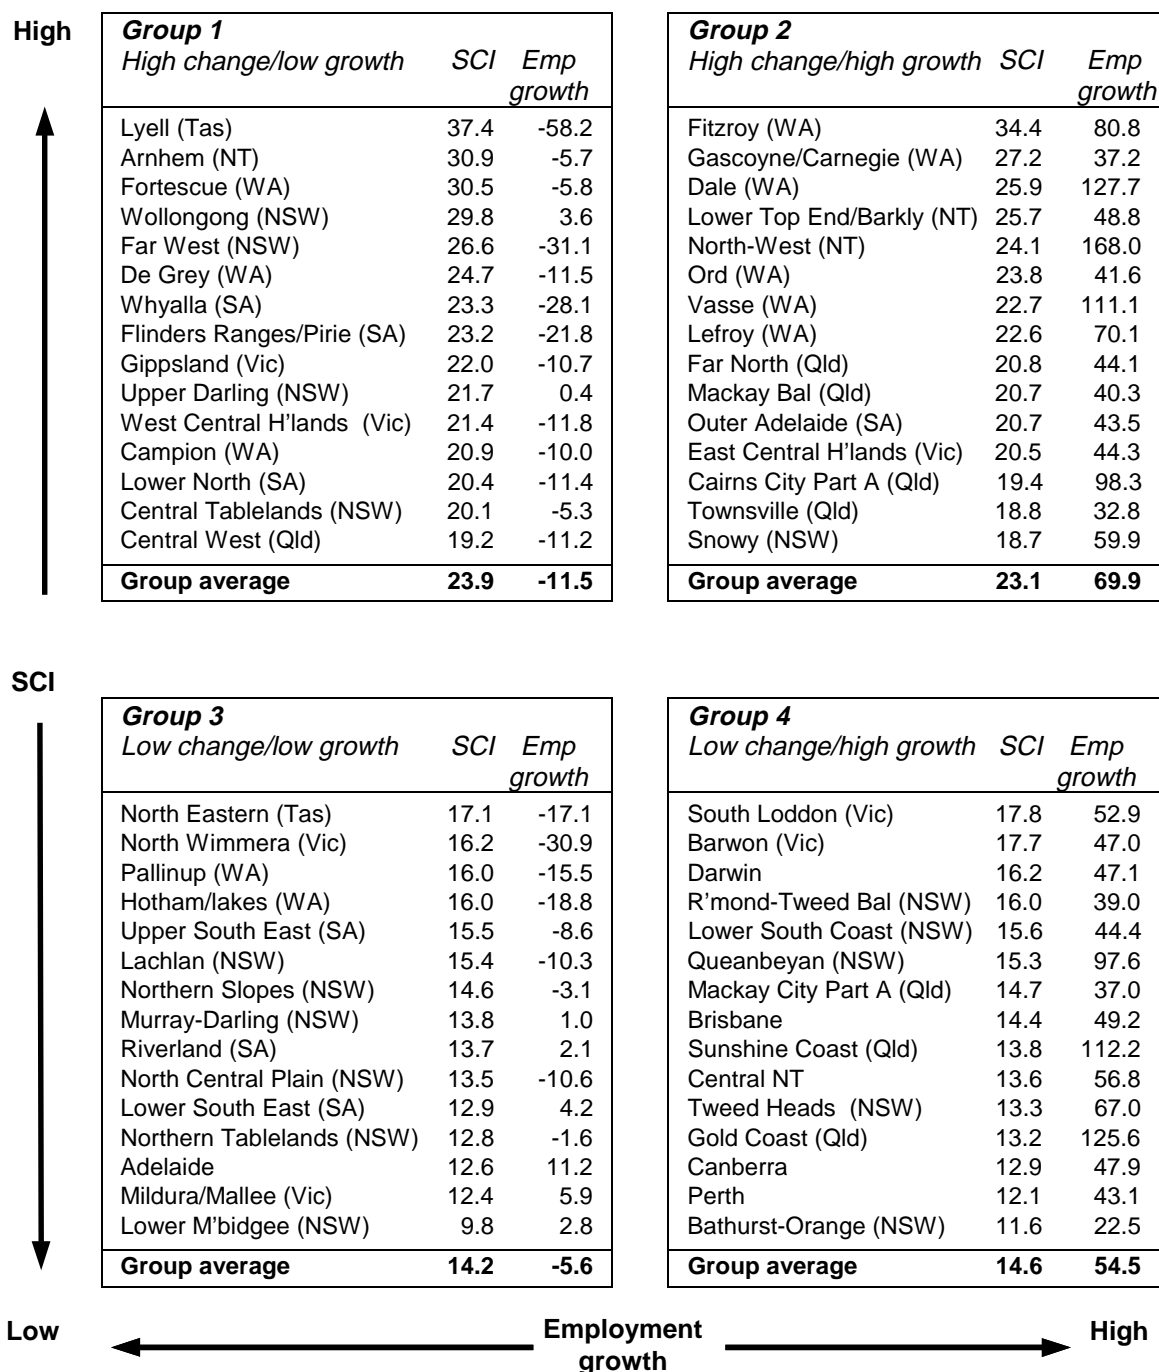 High
Group 1
High change/low growth SCI Emp growth
Lyell (Tas) 37.4 -58.2
Arnhem (NT) 30.9 -5.7
Fortescue (WA) 30.5 -5.8
Wollongong (NSW) 29.8 3.6
Far West (NSW) 26.6 -31.1
De Grey (WA) 24.7 -11.5
Whyalla (SA) 23.3 -28.1
Flinders Ranges/Pirie (SA) 23.2 -21.8
Gippsland (Vic) 22.0 -10.7
Upper Darling (NSW) 21.7 0.4
West Central H'lands (Vic) 21.4 -11.8
Campion (WA) 20.9 -10.0
Lower North (SA) 20.4 -11.4
Central Tablelands (NSW) 20.1 -5.3
Central West (Qld) 19.2 -11.2
Group average 23.9 -11.5
Group 2
High change/high growth SCI Emp growth
Fitzroy (WA) 34.4 80.8
Gascoyne/Carnegie (WA) 27.2 37.2
Dale (WA) 25.9 127.7
Lower Top End/Barkly (NT) 25.7 48.8
North-West (NT) 24.1 168.0
Ord (WA) 23.8 41.6
Vasse (WA) 22.7 111.1
Lefroy (WA) 22.6 70.1
Far North (Qld) 20.8 44.1
Mackay Bal (Qld) 20.7 40.3
Outer Adelaide (SA) 20.7 43.5
East Central H'lands (Vic) 20.5 44.3
Cairns City Part A (Qld) 19.4 98.3
Townsville (Qld) 18.8 32.8
Snowy (NSW) 18.7 59.9
Group average 23.1 69.9
SCI
Group 3
Low change/low growth SCI Emp growth
North Eastern (Tas) 17.1 -17.1
North Wimmera (Vic) 16.2 -30.9
Pallinup (WA) 16.0 -15.5
Hotham/lakes (WA) 16.0 -18.8
Upper South East (SA) 15.5 -8.6
Lachlan (NSW) 15.4 -10.3
Northern Slopes (NSW) 14.6 -3.1
Murray-Darling (NSW) 13.8 1.0
Riverland (SA) 13.7 2.1
North Central Plain (NSW) 13.5 -10.6
Lower South East (SA) 12.9 4.2
Northern Tablelands (NSW) 12.8 -1.6
Adelaide 12.6 11.2
Mildura/Mallee (Vic) 12.4 5.9
Lower M'bidgee (NSW) 9.8 2.8
Group average 14.2 -5.6
Group 4
Low change/high growth SCI Emp growth
South Loddon (Vic) 17.8 52.9
Barwon (Vic) 17.7 47.0
Darwin 16.2 47.1
R'mond-Tweed Bal (NSW) 16.0 39.0
Lower South Coast (NSW) 15.6 44.4
Queanbeyan (NSW) 15.3 97.6
Mackay City Part A (Qld) 14.7 37.0
Brisbane 14.4 49.2
Sunshine Coast (Qld) 13.8 112.2
Central NT 13.6 56.8
Tweed Heads (NSW) 13.3 67.0
Gold Coast (Qld) 13.2 125.6
Canberra 12.9 47.9
Perth 12.1 43.1
Bathurst-Orange (NSW) 11.6 22.5
Group average 14.6 54.5
Low
Employment
growth
High